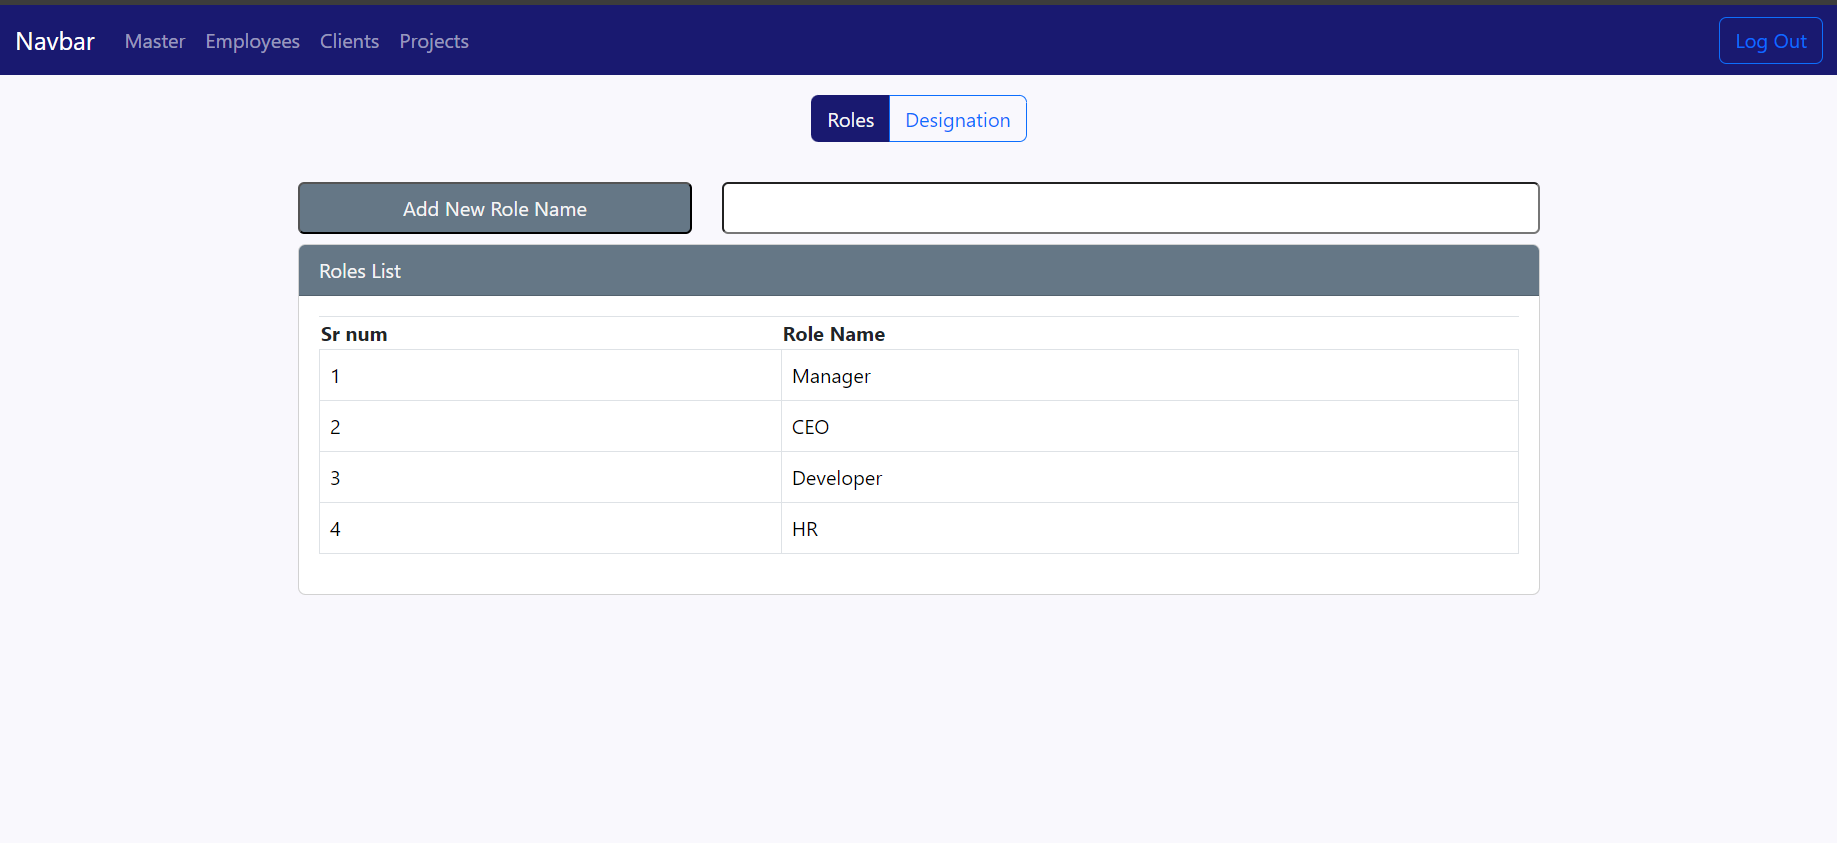 Navbar Master Employees Clients Projects Log Out
Roles Designation
Add New Role Name
Roles List
Sr num Role Name
1 Manager
2 CEO
3 Developer
4 HR